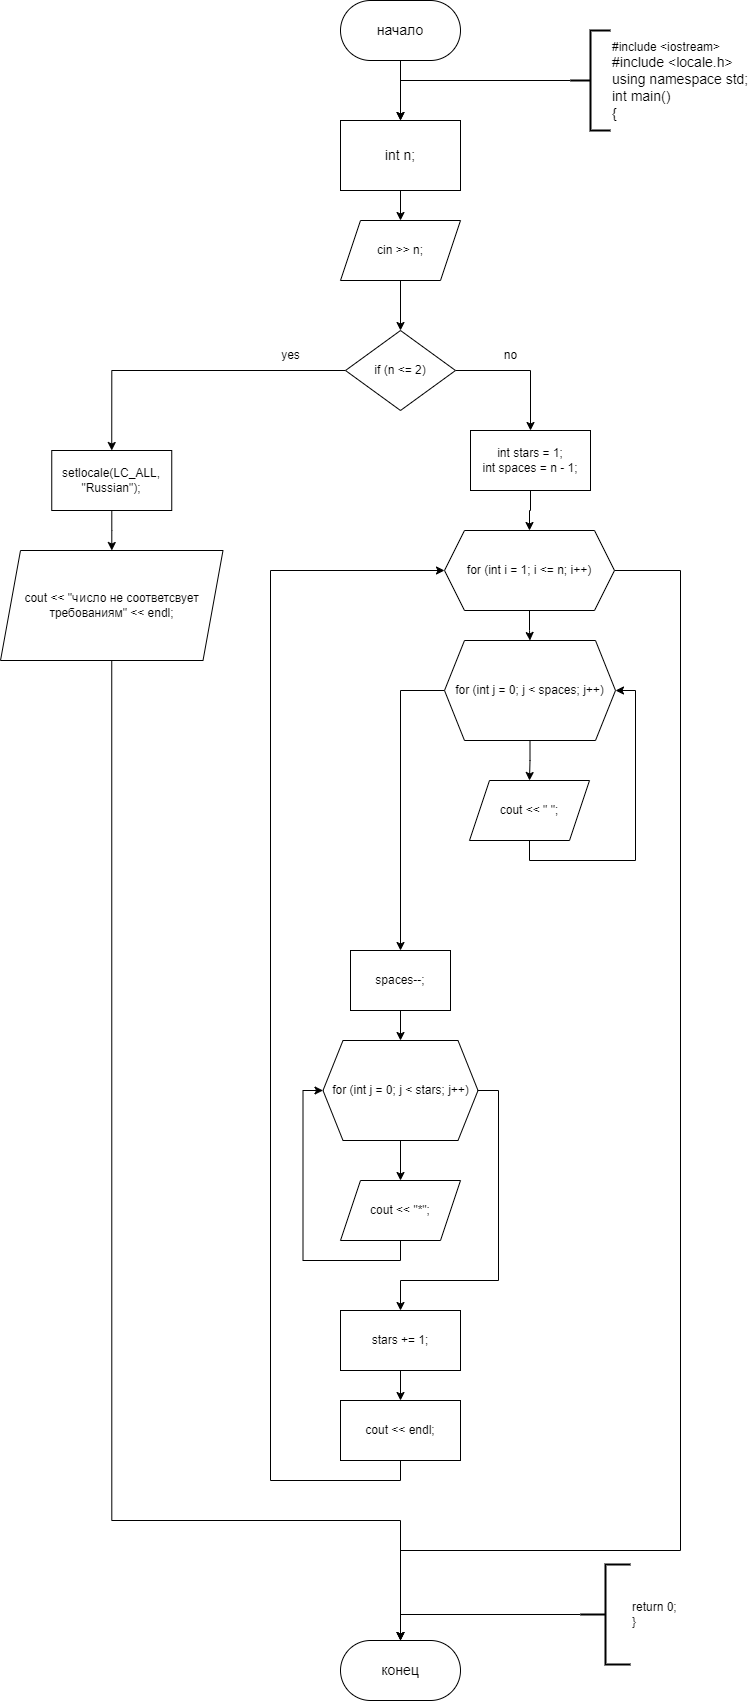 начало
#include <iostream>
#include <locale.h>
using namespace std;
int main()
{
int n;
cin >> n;
if (n <= 2)
yes
no
setlocale(LC_ALL,
"Russian");
cout << "число не соответсвует
требованиям" << endl;
int stars = 1;
int spaces = n - 1;
for (int i = 1; i <= n; i++)
for (int j = 0; j < spaces; j++)
cout << " ";
spaces--;
for (int j = 0; j < stars; j++)
cout << "*";
stars += 1;
cout << endl;
return 0;
}
конец